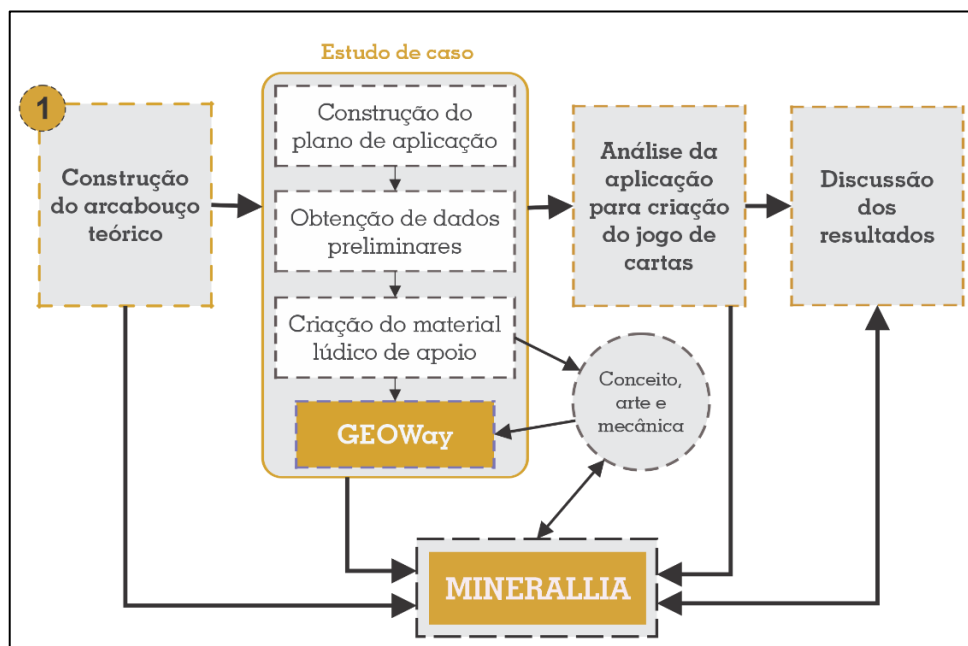 Estudo de caso
1
Construção
do arcabouço
teórico
Construção do
plano de aplicação
Obtenção de dados
preliminares
Criação do material
lúdico de apoio
GEOWay
Conceito,
arte e
mecânica
Análise da
aplicação
para criação
do jogo de
cartas
Discussão
dos
resultados
MINERALLIA